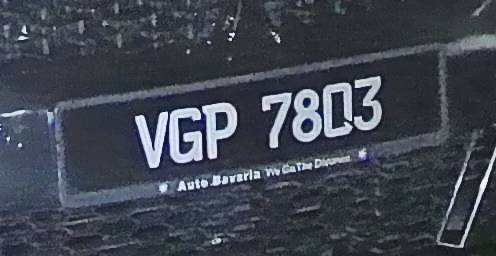 VGP 7803
Auto Bavaria We Go The Distance